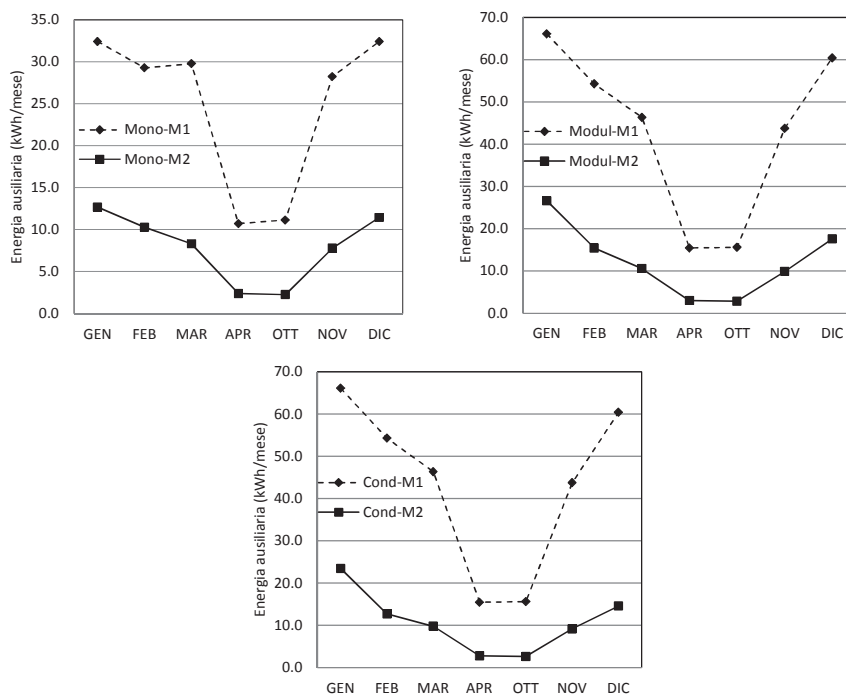 Energia ausiliaria (kWh/mese)
35.0
30.0
25.0
20.0
15.0
10.0
5.0
0.0
Mono-M1
Mono-M2
GEN FEB MAR APR OTT NOV DIC
Energia ausiliaria (kWh/mese)
70.0
60.0
50.0
40.0
30.0
20.0
10.0
0.0
Modul-M1
Modul-M2
GEN FEB MAR APR OTT NOV DIC
Energia ausiliaria (kWh/mese)
70.0
60.0
50.0
40.0
30.0
20.0
10.0
0.0
Cond-M1
Cond-M2
GEN FEB MAR APR OTT NOV DIC